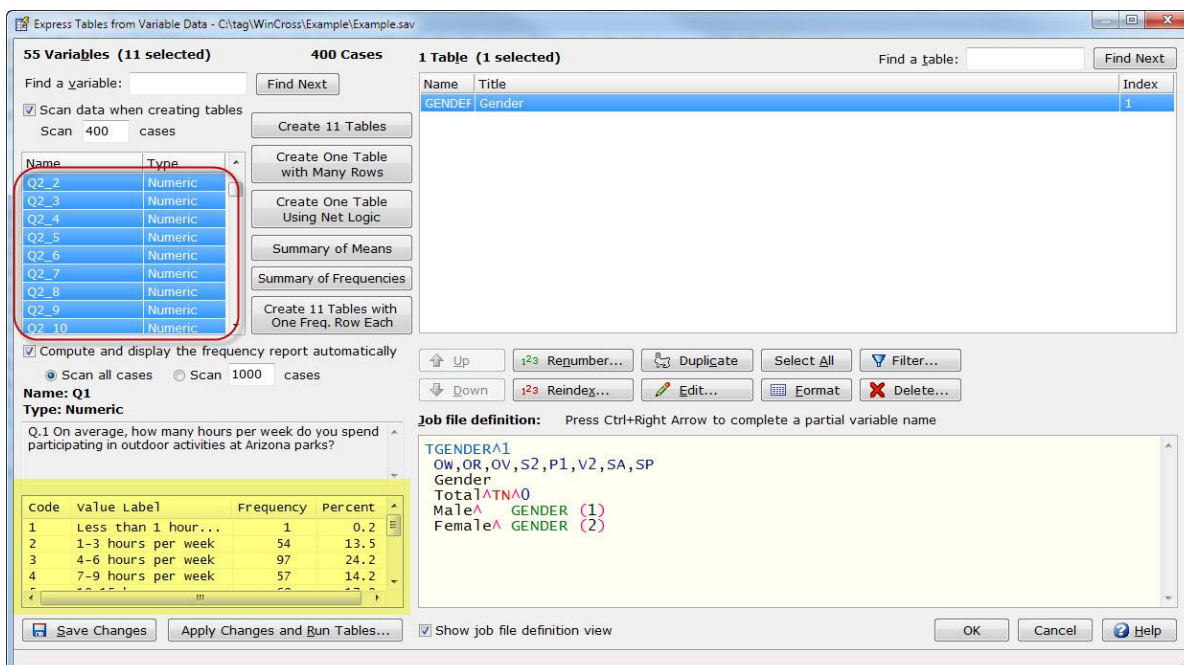 Express Tables from Variable Data - C:\tag\WinCross\Example\Example.sav
55 Variables (11 selected) 400 Cases
Find a variable: Find Next
Scan data when creating tables
Scan 400 cases
Create 11 Tables
Create One Table with Many Rows
Create One Table Using Net Logic
Summary of Means
Summary of Frequencies
Create 11 Tables with One Freq. Row Each
Name Type
Q2_2 Numeric
Q2_3 Numeric
Q2_4 Numeric
Q2_5 Numeric
Q2_6 Numeric
Q2_7 Numeric
Q2_8 Numeric
Q2_9 Numeric
Q2_10 Numeric
Compute and display the frequency report automatically
Scan all cases Scan 1000 cases
Name: Q1
Type: Numeric
Q.1 On average, how many hours per week do you spend
participating in outdoor activities at Arizona parks?
Code Value Label Frequency Percent
1 Less than 1 hour... 1 0.2
2 1-3 hours per week 54 13.5
3 4-6 hours per week 97 24.2
4 7-9 hours per week 57 14.2
Save Changes Apply Changes and Run Tables...
1 Table (1 selected) Find a table: Find Next
Name Title Index
GENDER Gender 1
Up Renumber... Duplicate Select All Filter...
Down Reindex... Edit... Format Delete...
Job file definition: Press Ctrl+Right Arrow to complete a partial variable name
TGENDER^1
OW,OR,OV,S2,P1,V2,SA,SP
Gender
Total^TN^0
Male^ GENDER (1)
Female^ GENDER (2)
Show job file definition view OK Cancel Help